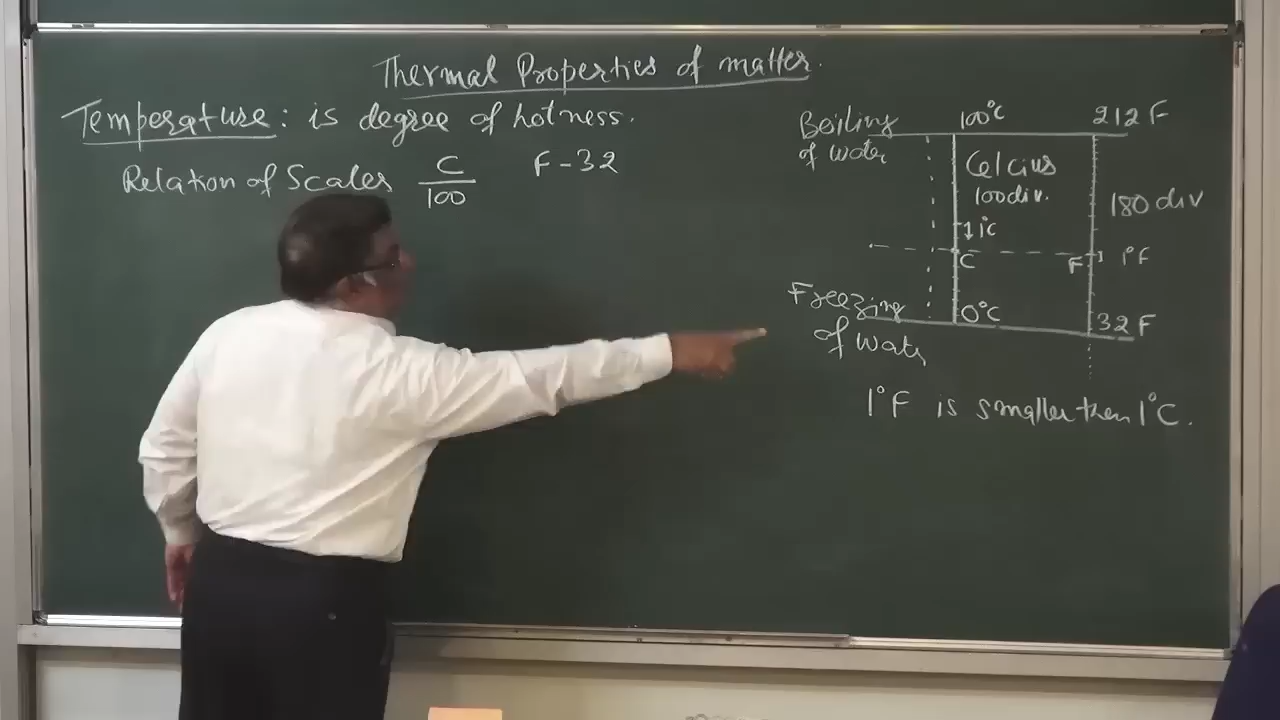 Thermal Properties of matter.
Temperature: is degree of hotness.
Relation of Scales C/100 F-32
Boiling
of water
100°C
212 F
Celcius
100 div.
180 div
1°C
C
F
1°F
Freezing
of Wate
0°C
32 F
1°F is smaller then 1°C.